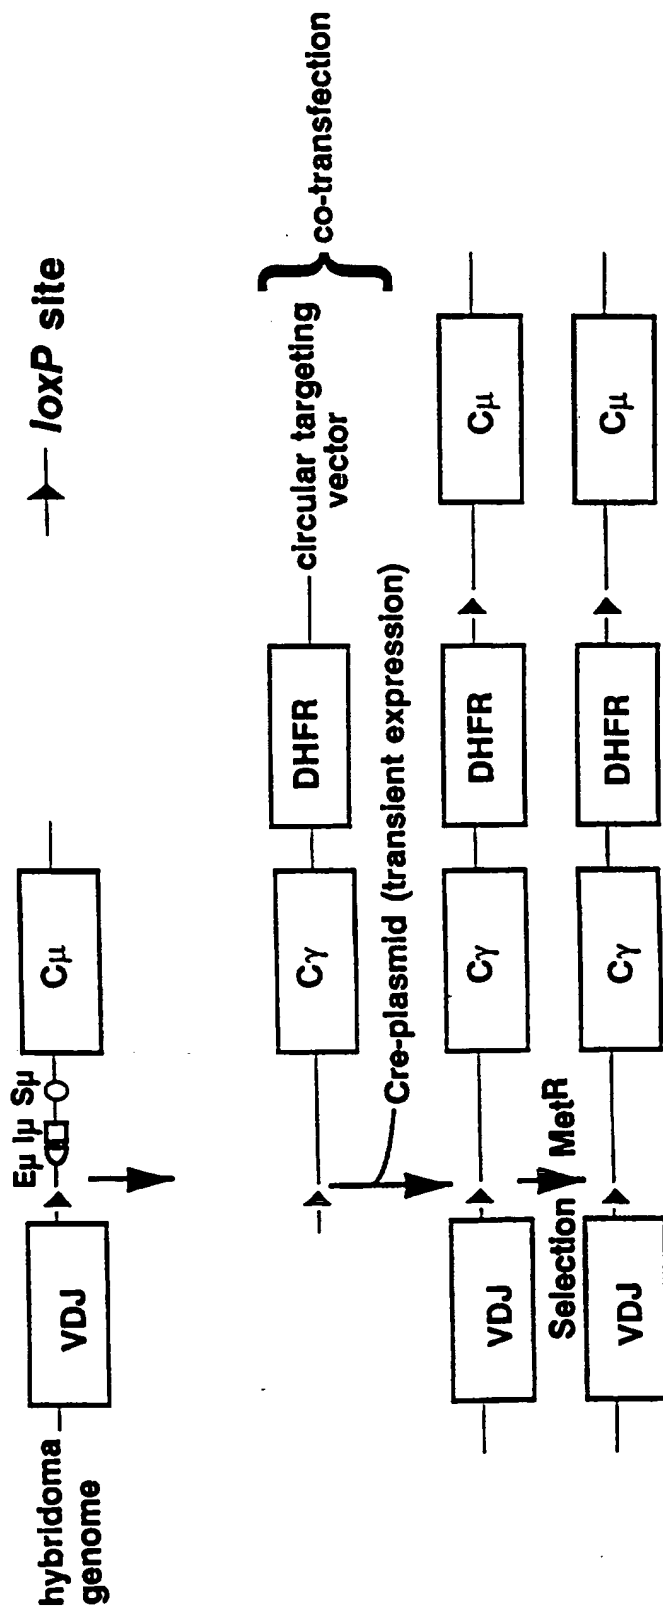 loxP site
hybridoma
genome
VDJ
Eμ Iμ Sμ
Cμ
Cγ
DHFR
circular targeting
vector
co-transfection
Cre-plasmid (transient expression)
VDJ
Cγ
DHFR
Cμ
Selection MetR
VDJ
Cγ
DHFR
Cμ